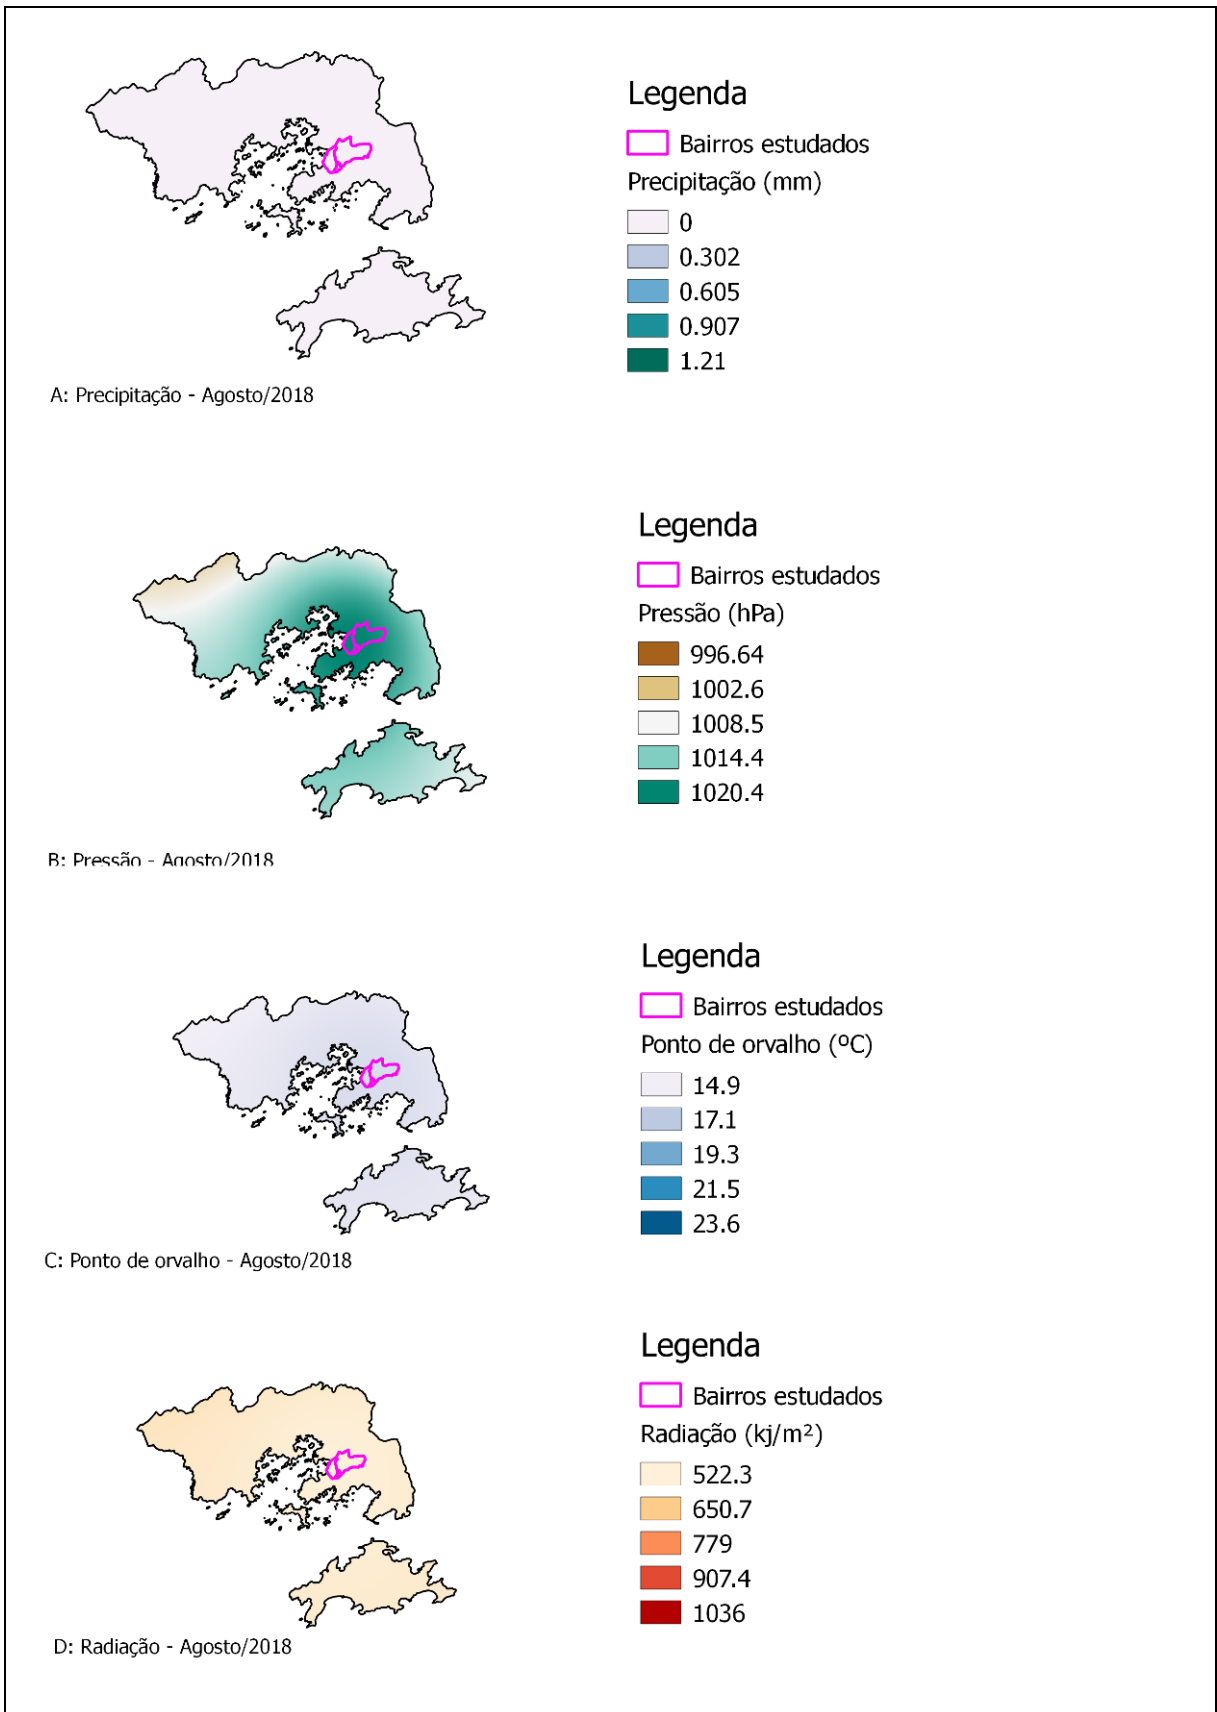 Legenda
Bairros estudados
Precipitação (mm)
0
0.302
0.605
0.907
1.21
A: Precipitação - Agosto/2018
Legenda
Bairros estudados
Pressão (hPa)
996.64
1002.6
1008.5
1014.4
1020.4
B: Pressão - Agosto/2018
Legenda
Bairros estudados
Ponto de orvalho (ºC)
14.9
17.1
19.3
21.5
23.6
C: Ponto de orvalho - Agosto/2018
Legenda
Bairros estudados
Radiação (kj/m²)
522.3
650.7
779
907.4
1036
D: Radiação - Agosto/2018